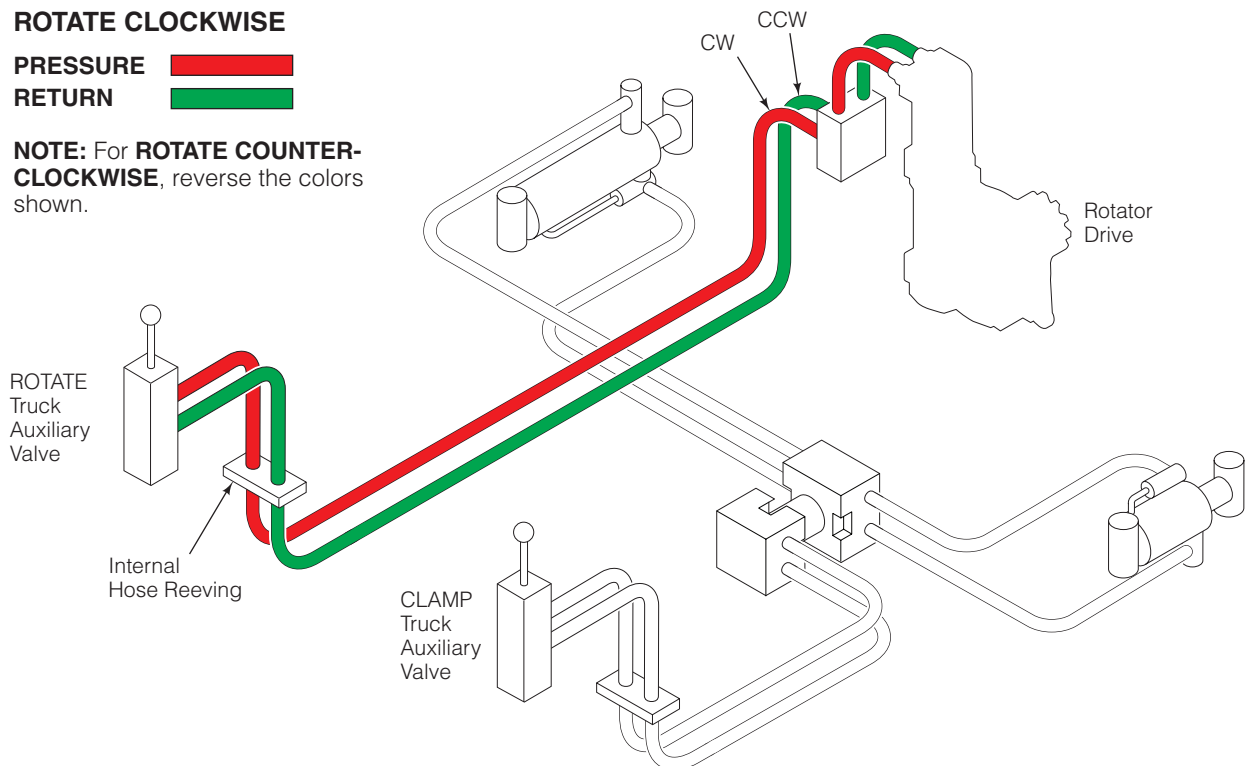 ROTATE CLOCKWISE
PRESSURE
RETURN
NOTE: For ROTATE COUNTER-
CLOCKWISE, reverse the colors
shown.
CCW
CW
Rotator
Drive
ROTATE
Truck
Auxiliary
Valve
Internal
Hose Reeving
CLAMP
Truck
Auxiliary
Valve